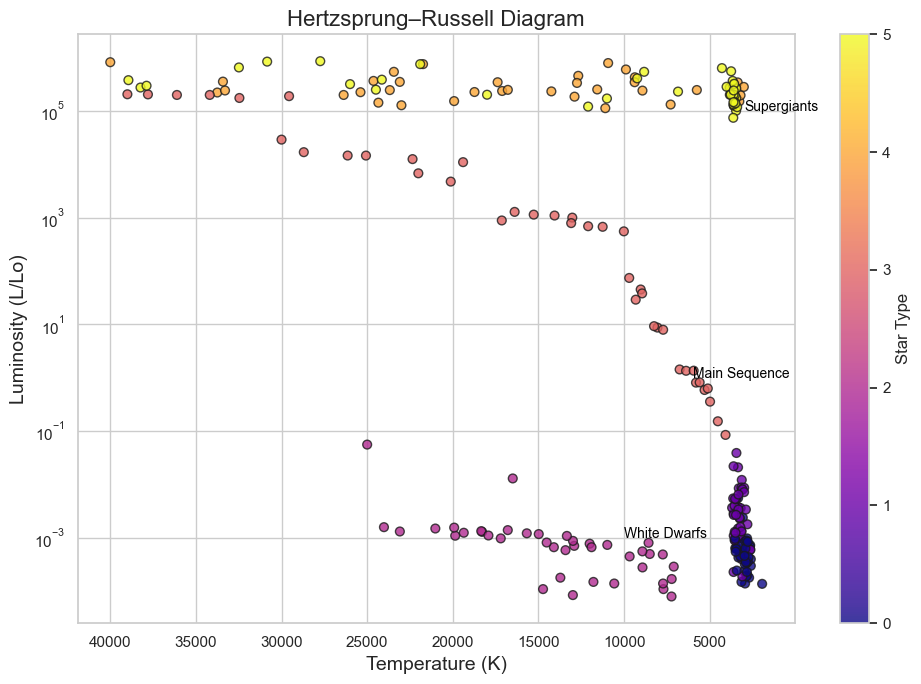 Hertzsprung–Russell Diagram
Luminosity (L/Lo)
10^5
10^3
10^1
10^−1
10^−3
Supergiants
Main Sequence
White Dwarfs
40000 35000 30000 25000 20000 15000 10000 5000
Temperature (K)
5
4
3
2
1
0
Star Type